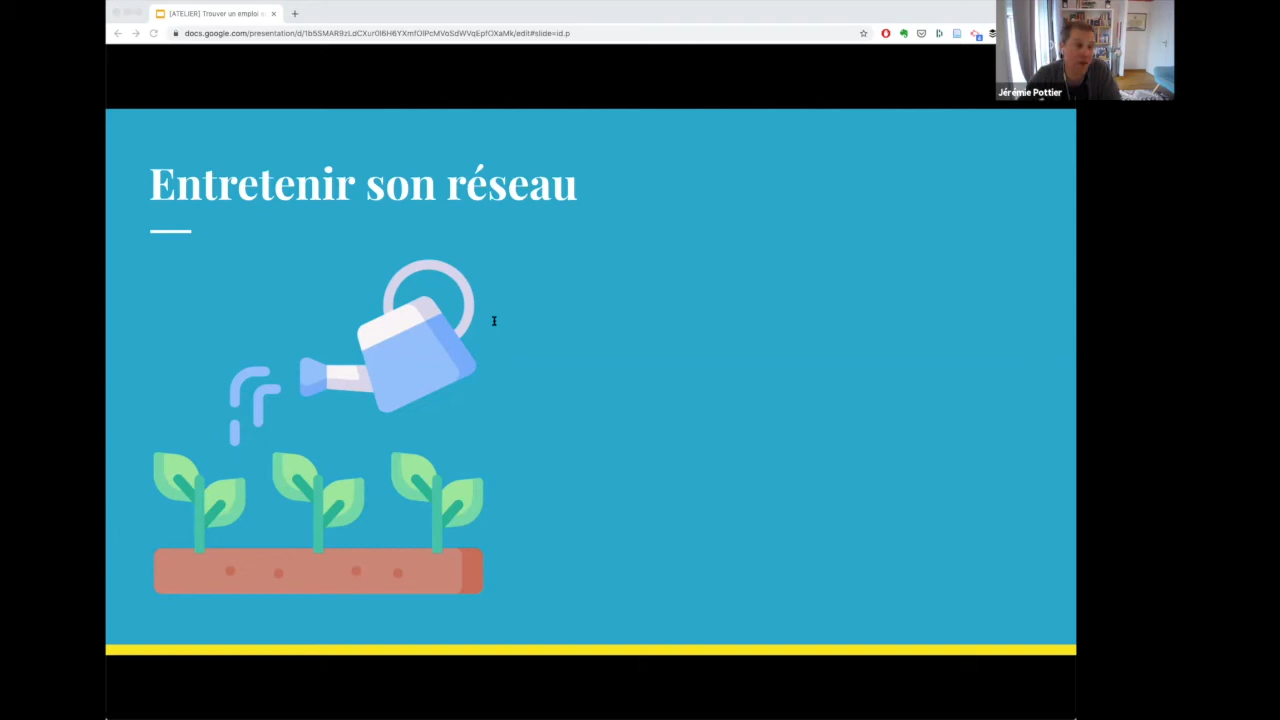 [ATELIER] Trouver un emploi e
docs.google.com/presentation/d/1b5SMAR9zLdCXur0I6H6YXmfOlPcMVoSdWVqEpfOXaMk/edit#slide=id.p
Jérémie Pottier
Entretenir son réseau